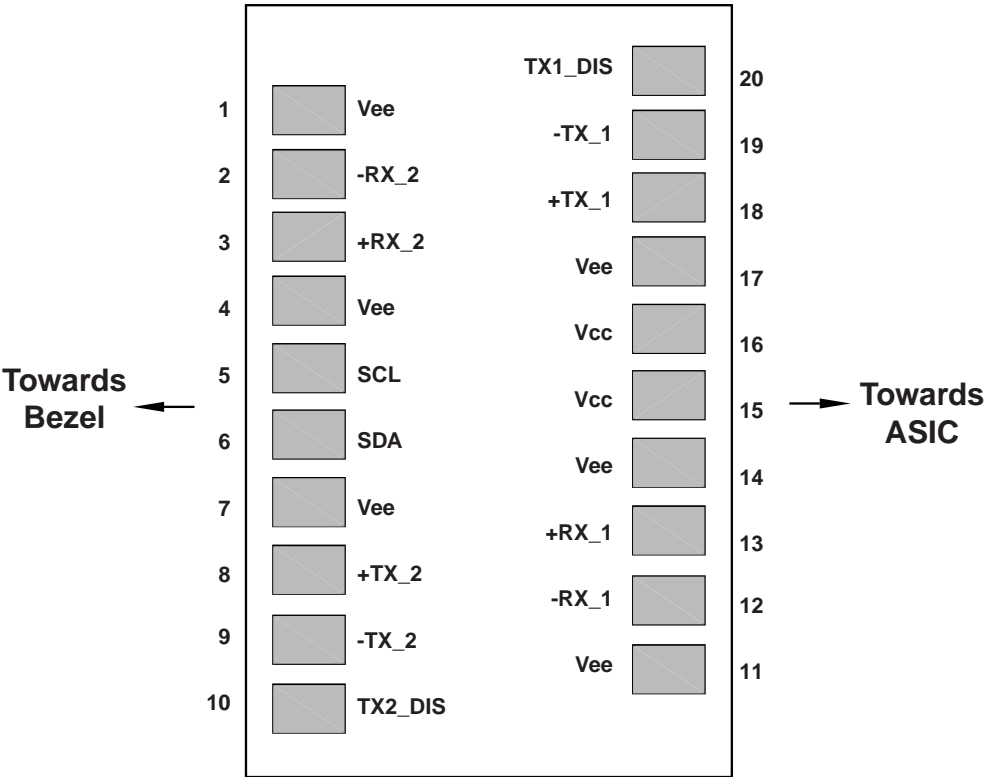 TX1_DIS 20
1 Vee
-TX_1 19
2 -RX_2
+TX_1 18
3 +RX_2
Vee 17
4 Vee
Vcc 16
5 SCL
Towards
Bezel
Vcc 15
Towards
ASIC
6 SDA
Vee 14
7 Vee
+RX_1 13
8 +TX_2
-RX_1 12
9 -TX_2
Vee 11
10 TX2_DIS